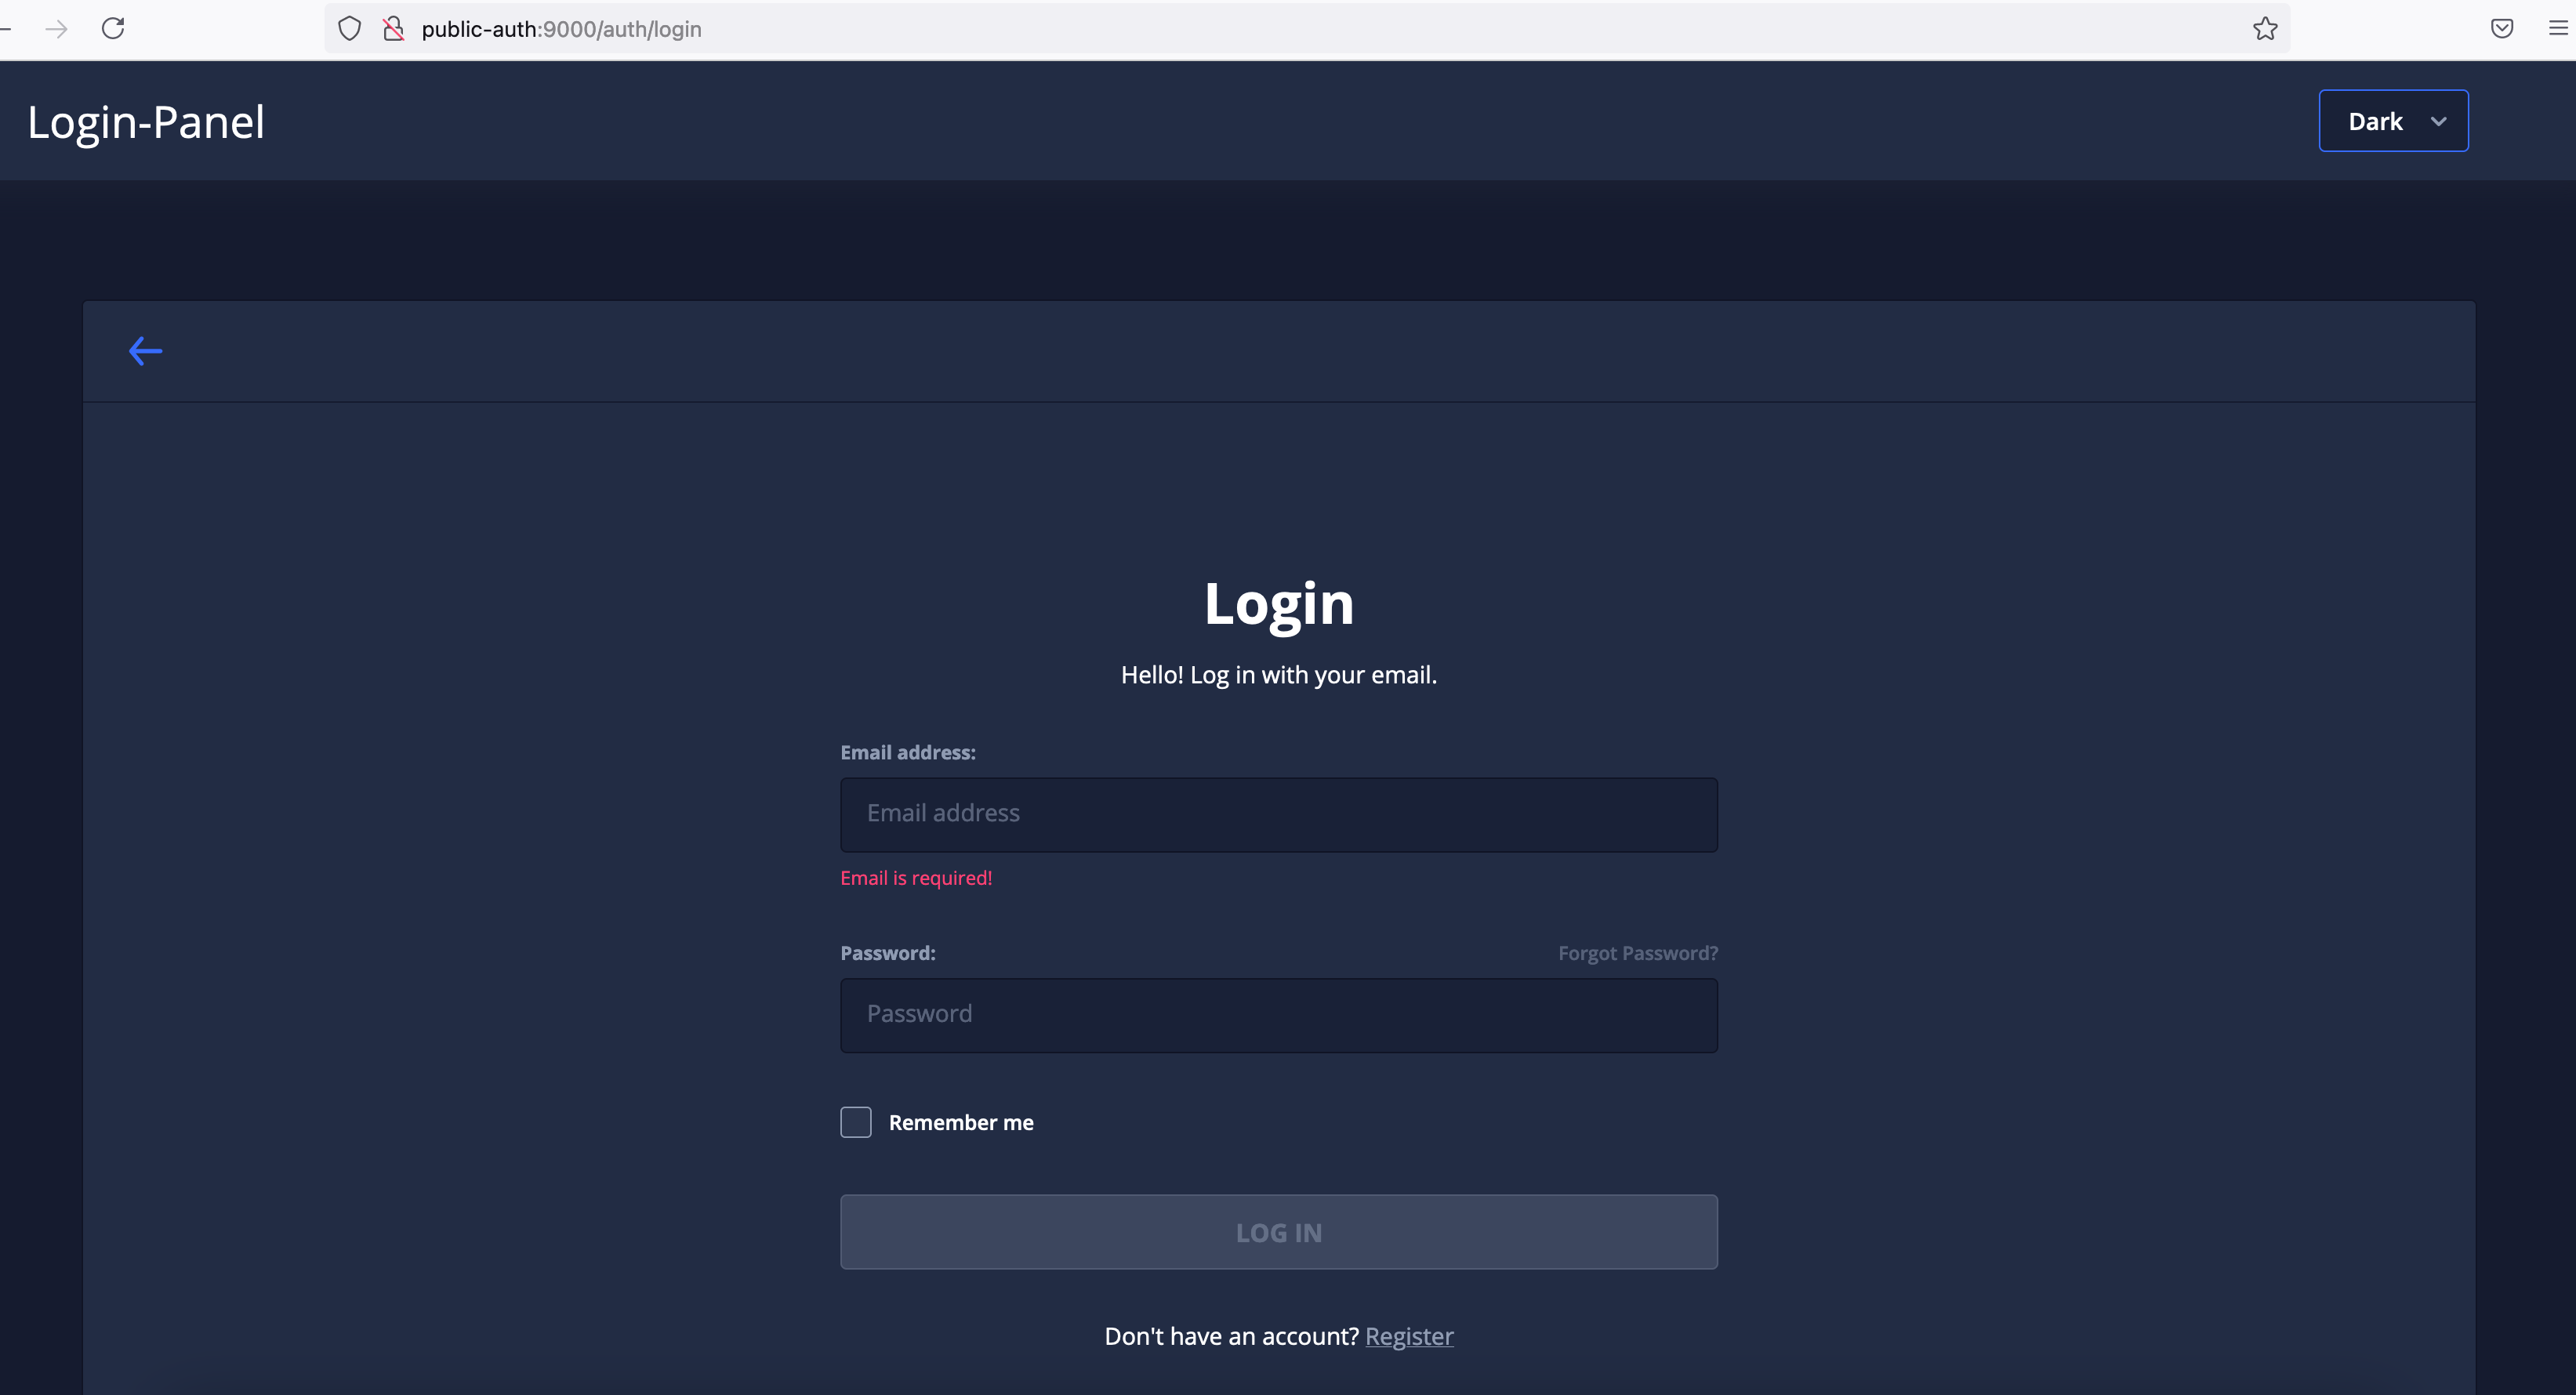 public-auth:9000/auth/login
Login-Panel
Dark
Login
Hello! Log in with your email.
Email address:
Email address
Email is required!
Password:
Forgot Password?
Password
Remember me
LOG IN
Don't have an account? Register